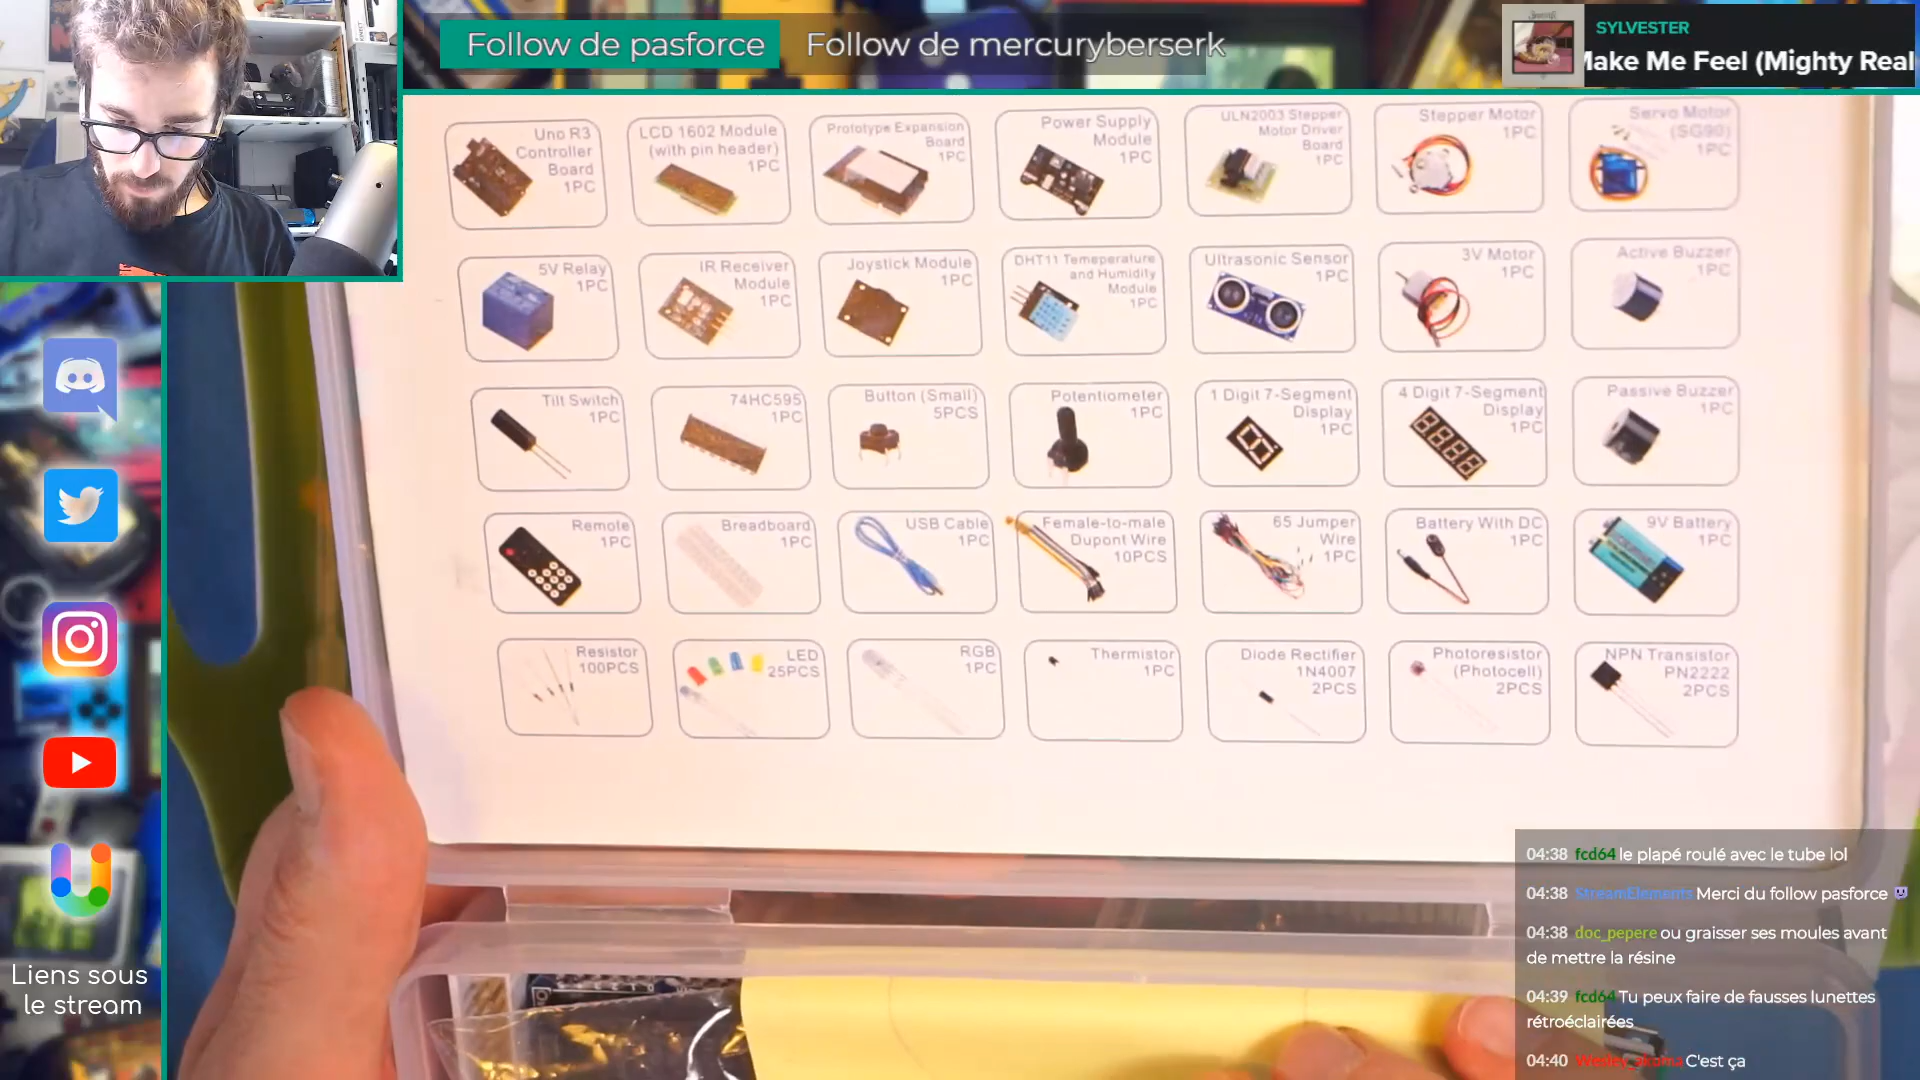 Follow de pasforce
Follow de mercuryberserk
SYLVESTER
Make Me Feel (Mighty Real
Uno R3
Controller
Board
1PC
LCD 1602 Module
(with pin header)
1PC
Prototype Expansion
Board
1PC
Power Supply
Module
1PC
ULN2003 Stepper
Motor Driver
Board
1PC
Stepper Motor
1PC
Servo Motor
(SG90)
1PC
5V Relay
1PC
IR Receiver
Module
1PC
Joystick Module
1PC
DHT11 Temeperature
and Humidity
Module
1PC
Ultrasonic Sensor
1PC
3V Motor
1PC
Active Buzzer
1PC
Tilt Switch
1PC
74HC595
1PC
Button (Small)
5PCS
Potentiometer
1PC
1 Digit 7-Segment
Display
1PC
4 Digit 7-Segment
Display
1PC
Passive Buzzer
1PC
Remote
1PC
Breadboard
1PC
USB Cable
1PC
Female-to-male
Dupont Wire
10PCS
65 Jumper
Wire
1PC
Battery With DC
1PC
9V Battery
1PC
Resistor
100PCS
LED
25PCS
RGB
1PC
Thermistor
1PC
Diode Rectifier
1N4007
2PCS
Photoresistor
(Photocell)
2PCS
NPN Transistor
PN2222
2PCS
Liens sous
le stream
04:38 fcd64 le plapé roulé avec le tube lol
04:38 StreamElements Merci du follow pasforce
04:38 doc_pepere ou graisser ses moules avant
de mettre la résine
04:39 fcd64 Tu peux faire de fausses lunettes
rétroéclairées
04:40 C'est ça